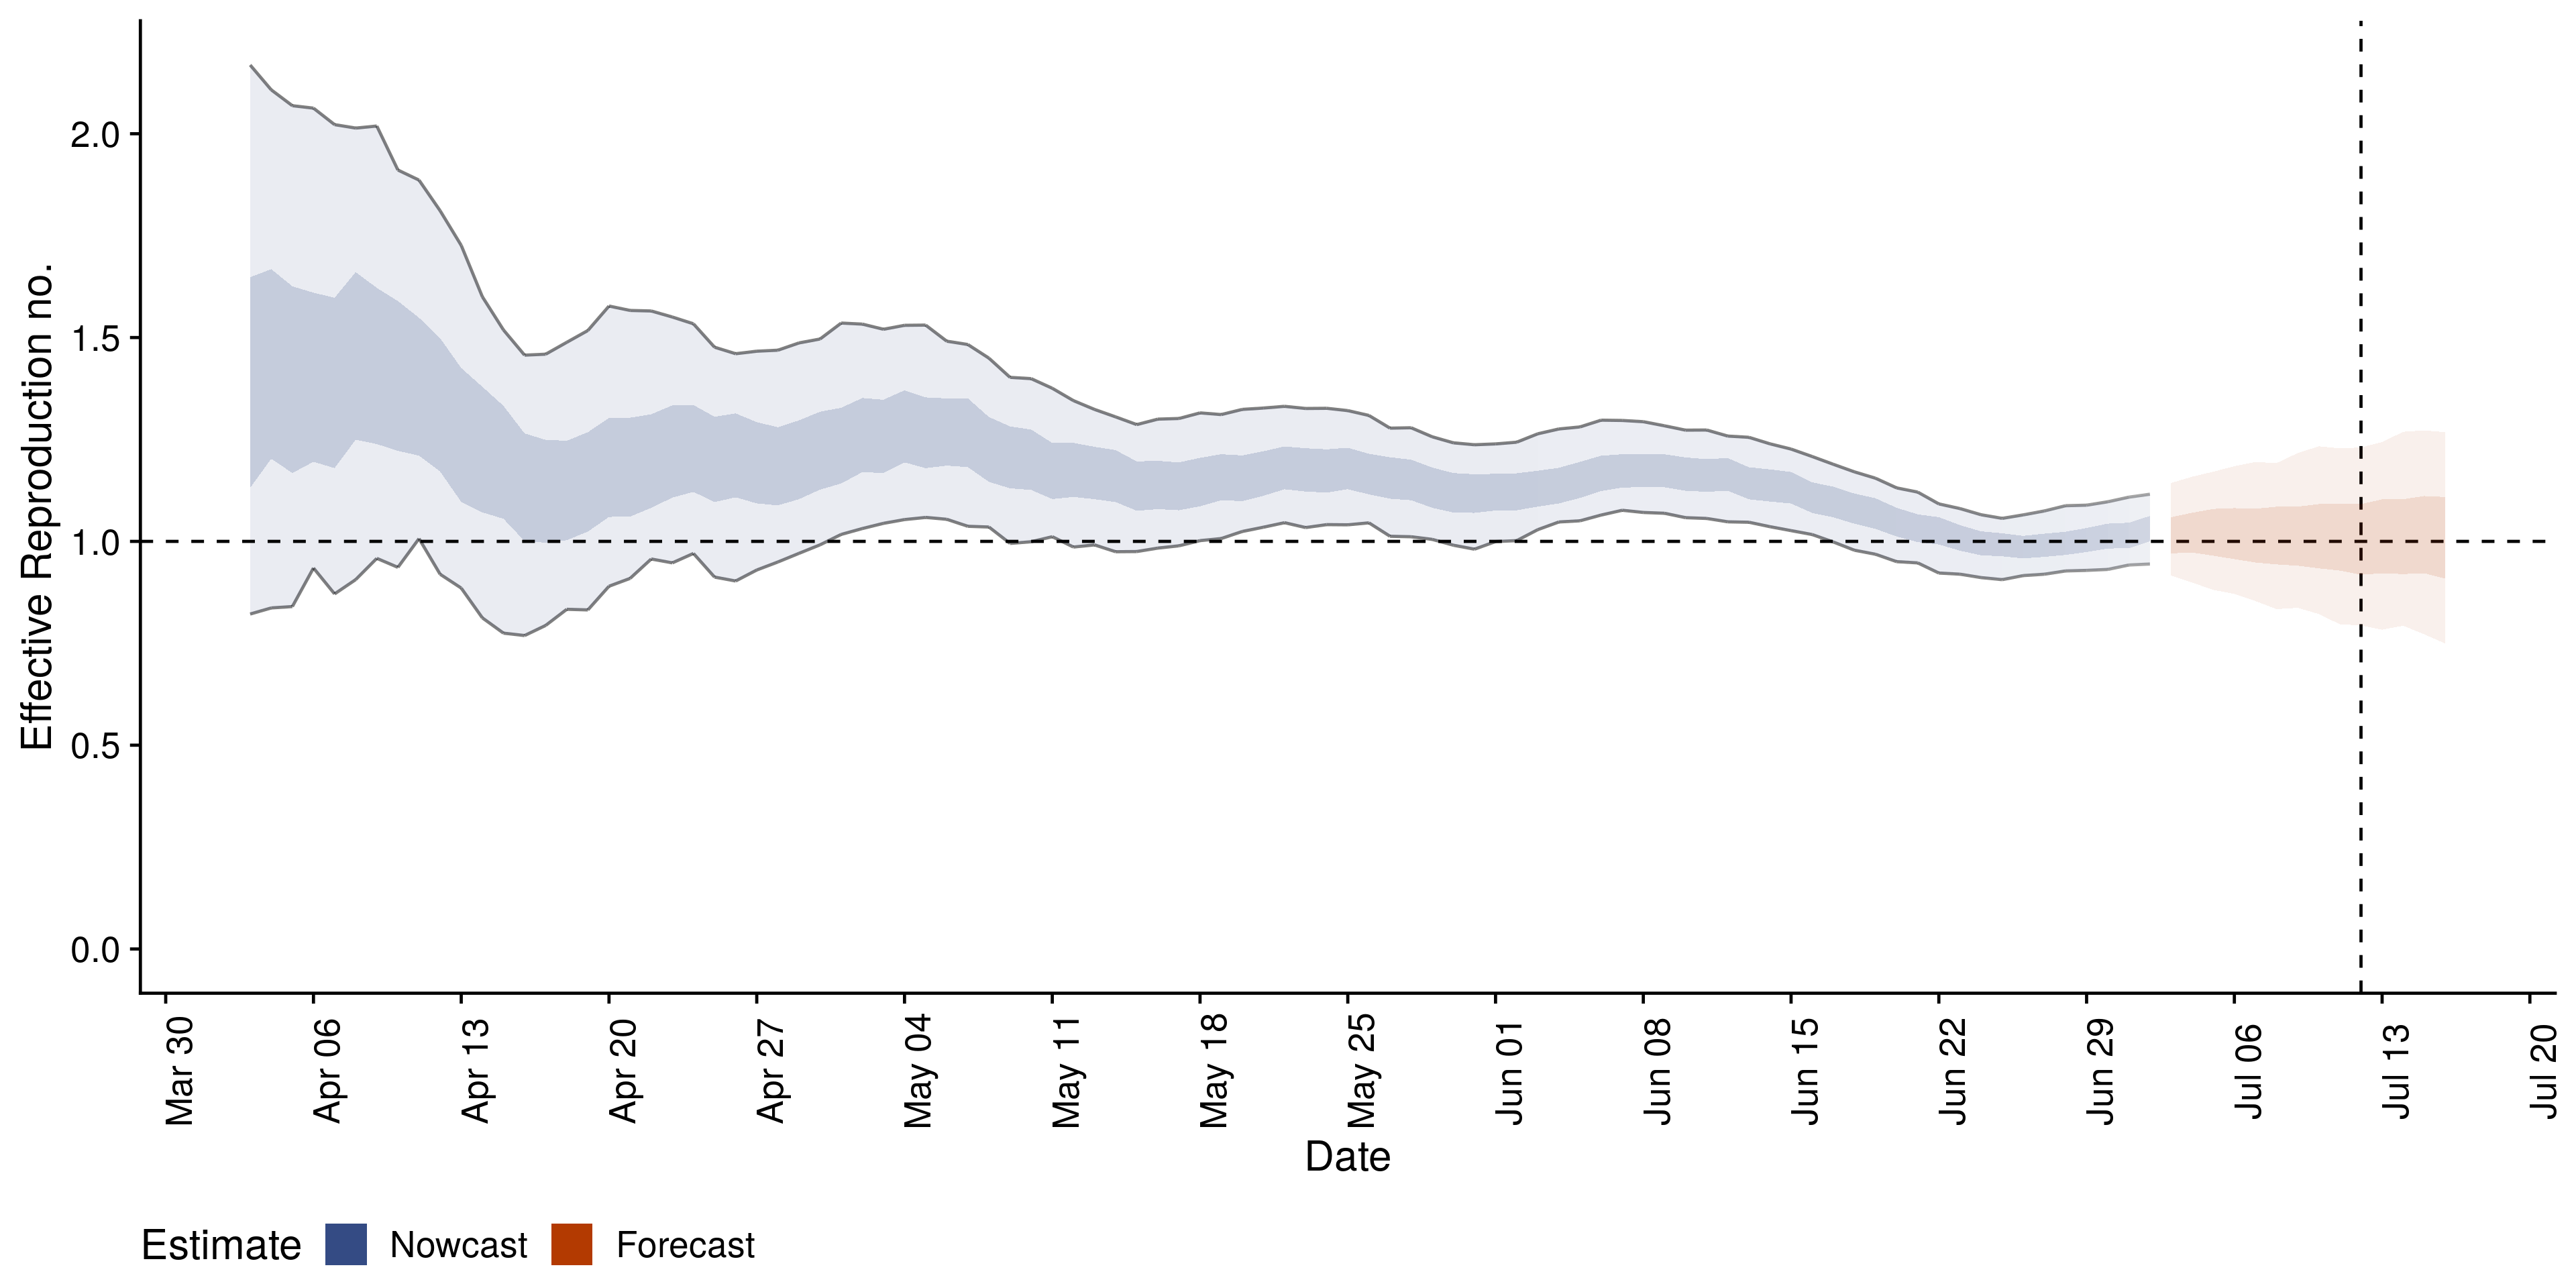 Effective Reproduction no.
2.0
1.5
1.0
0.5
0.0
Mar 30
Apr 06
Apr 13
Apr 20
Apr 27
May 04
May 11
May 18
May 25
Jun 01
Jun 08
Jun 15
Jun 22
Jun 29
Jul 06
Jul 13
Jul 20
Date
Estimate Nowcast Forecast